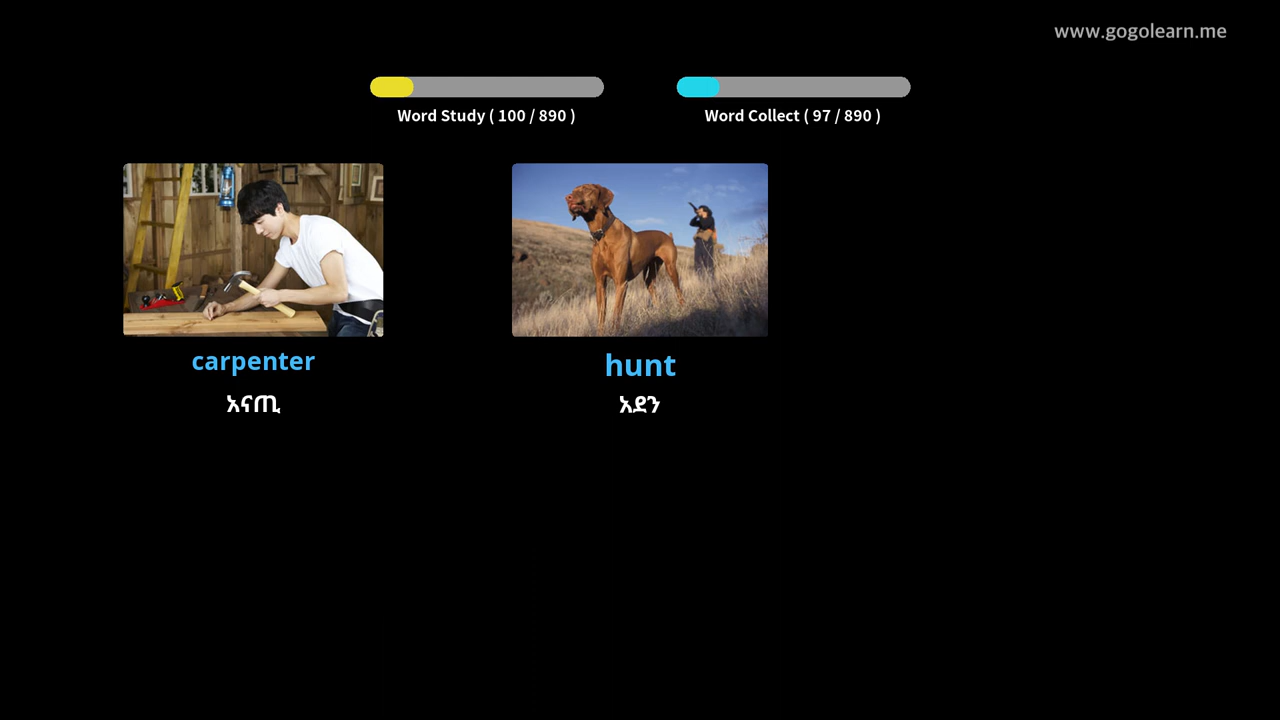 www.gogolearn.me
Word Study ( 100 / 890 )
Word Collect ( 97 / 890 )
carpenter
አናጢ
hunt
አደን